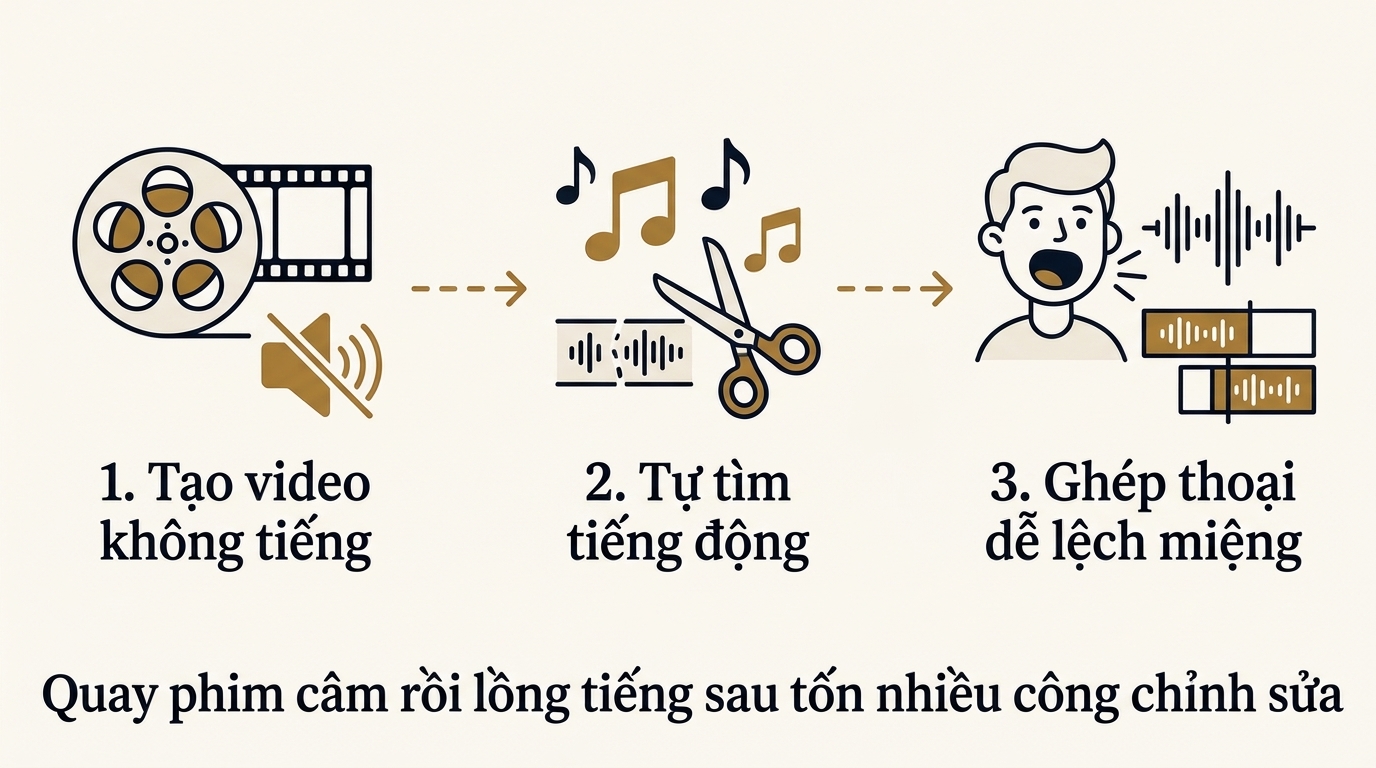 1. Tạo video
không tiếng
2. Tự tìm
tiếng động
3. Ghép thoại
dễ lệch miệng
Quay phim câm rồi lồng tiếng sau tốn nhiều công chỉnh sửa